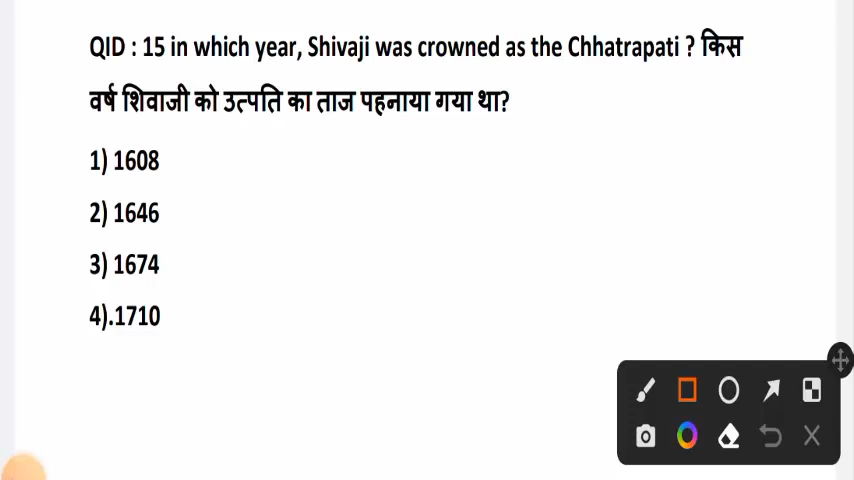 QID : 15 in which year, Shivaji was crowned as the Chhatrapati ? किस
वर्ष शिवाजी को उत्पति का ताज पहनाया गया था?
1) 1608
2) 1646
3) 1674
4).1710